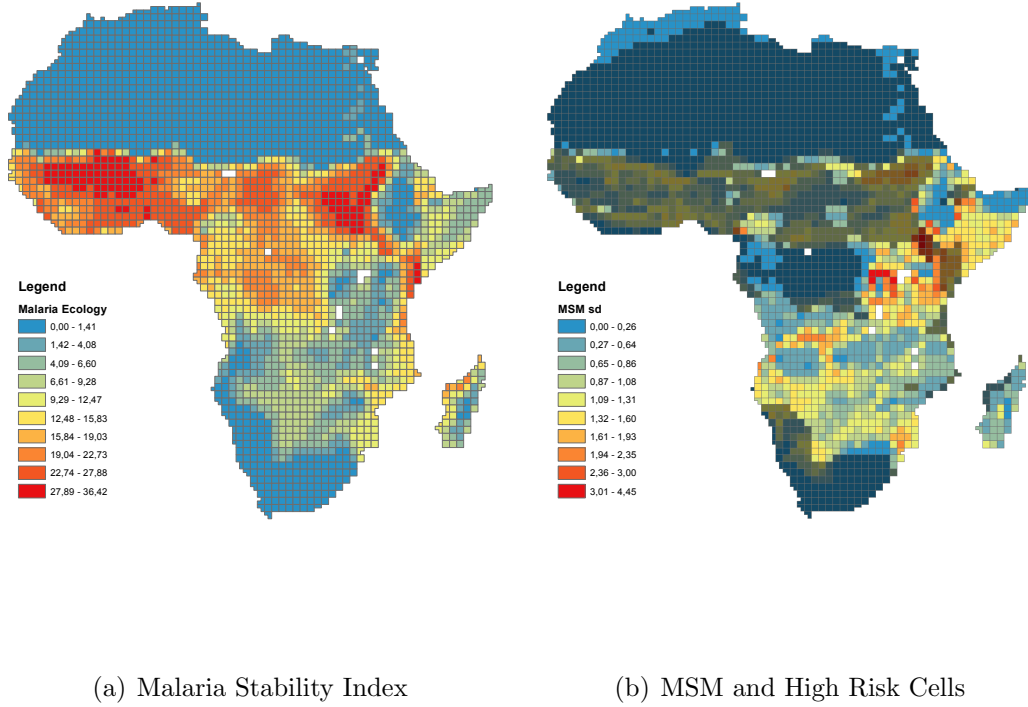 Legend
Malaria Ecology
0,00 - 1,41
1,42 - 4,08
4,09 - 6,60
6,61 - 9,28
9,29 - 12,47
12,48 - 15,83
15,84 - 19,03
19,04 - 22,73
22,74 - 27,88
27,89 - 36,42
Legend
MSM sd
0,00 - 0,26
0,27 - 0,64
0,65 - 0,86
0,87 - 1,08
1,09 - 1,31
1,32 - 1,60
1,61 - 1,93
1,94 - 2,35
2,36 - 3,00
3,01 - 4,45
(a) Malaria Stability Index
(b) MSM and High Risk Cells